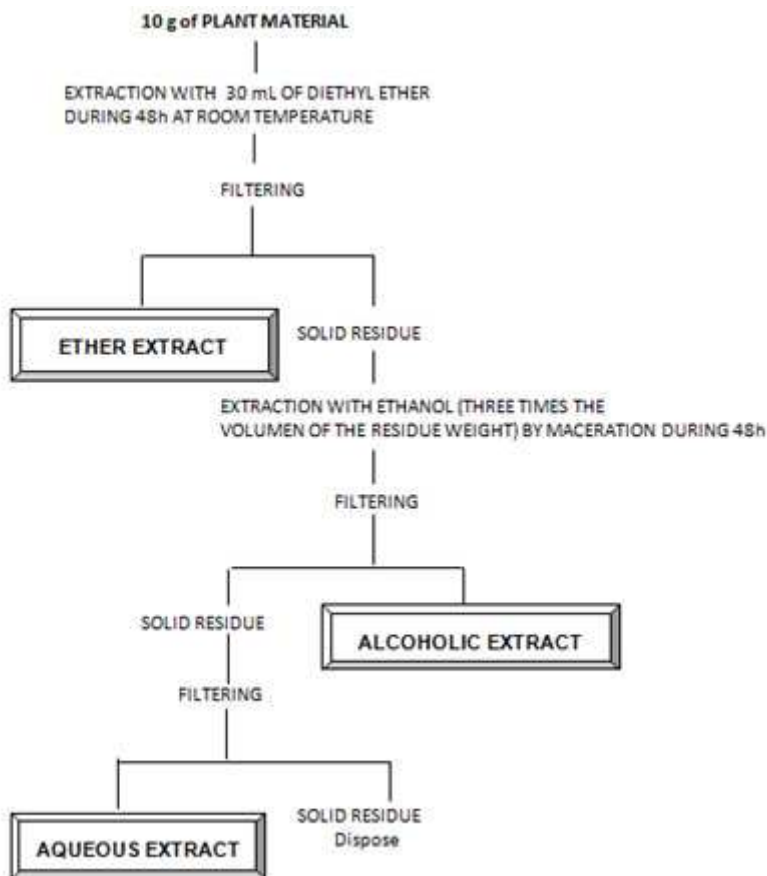 10 g of PLANT MATERIAL
EXTRACTION WITH 30 mL OF DIETHYL ETHER
DURING 48h AT ROOM TEMPERATURE
FILTERING
ETHER EXTRACT
SOLID RESIDUE
EXTRACTION WITH ETHANOL (THREE TIMES THE
VOLUMEN OF THE RESIDUE WEIGHT) BY MACERATION DURING 48h
FILTERING
SOLID RESIDUE
ALCOHOLIC EXTRACT
FILTERING
AQUEOUS EXTRACT
SOLID RESIDUE
Dispose